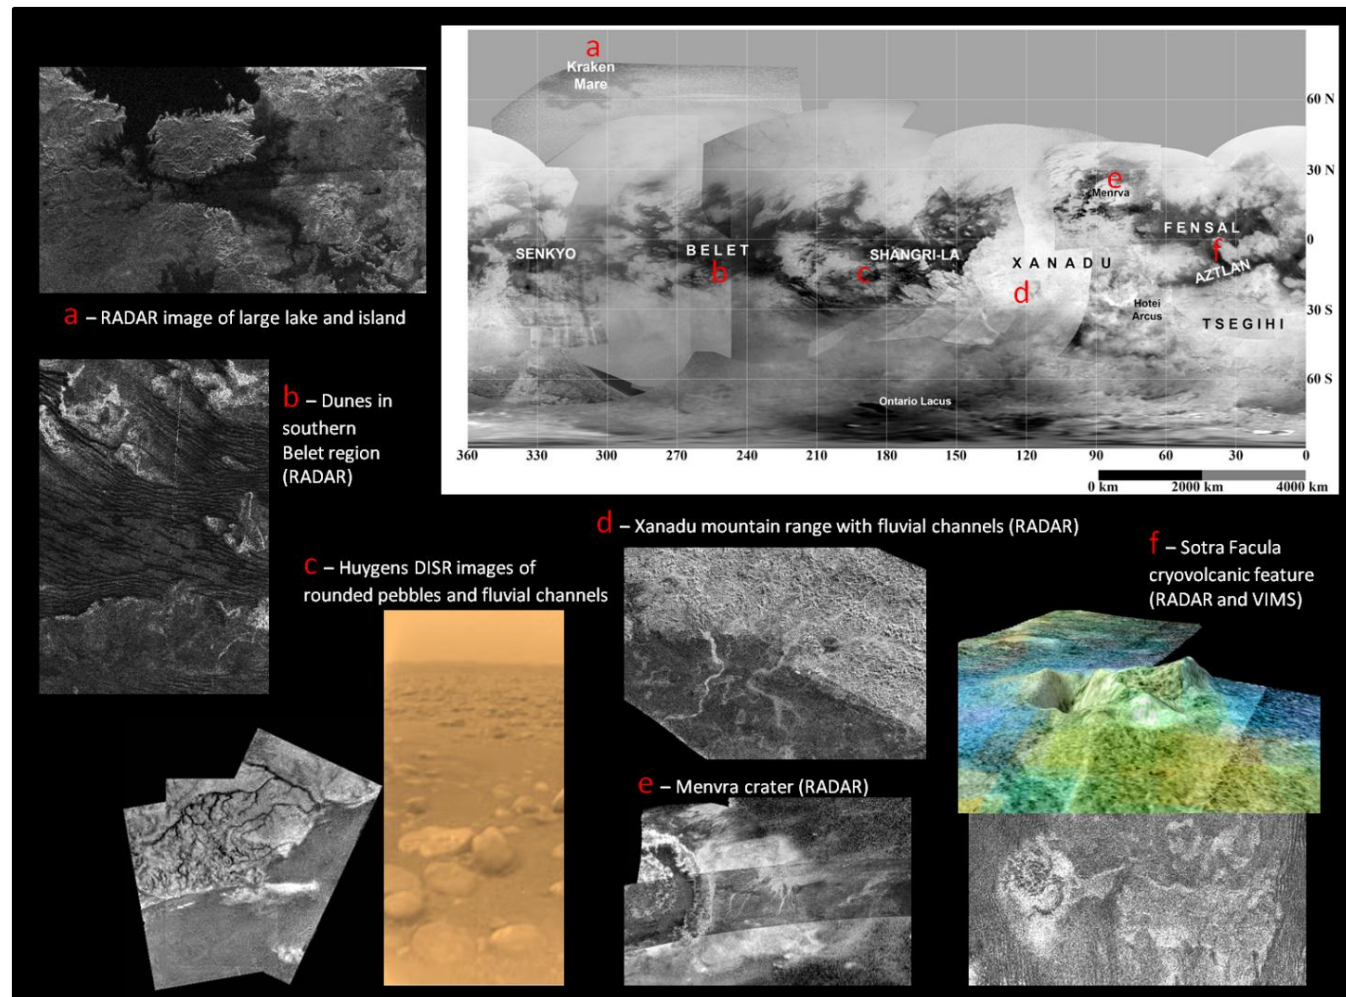 a
Kraken
Mare
60 N
30 N
e
Menrva
FENSAL
0
f
SENKYO
BELET
SHANGRI-LA
XANADU
AZTLAN
b
c
d
Hotei
Arcus
30 S
TSEGIHI
60 S
Ontario Lacus
360 330 300 270 240 210 180 150 120 90 60 30 0
0 km 2000 km 4000 km
a – RADAR image of large lake and island
b – Dunes in
southern
Belet region
(RADAR)
c – Huygens DISR images of
rounded pebbles and fluvial channels
d – Xanadu mountain range with fluvial channels (RADAR)
e – Menvra crater (RADAR)
f – Sotra Facula
cryovolcanic feature
(RADAR and VIMS)